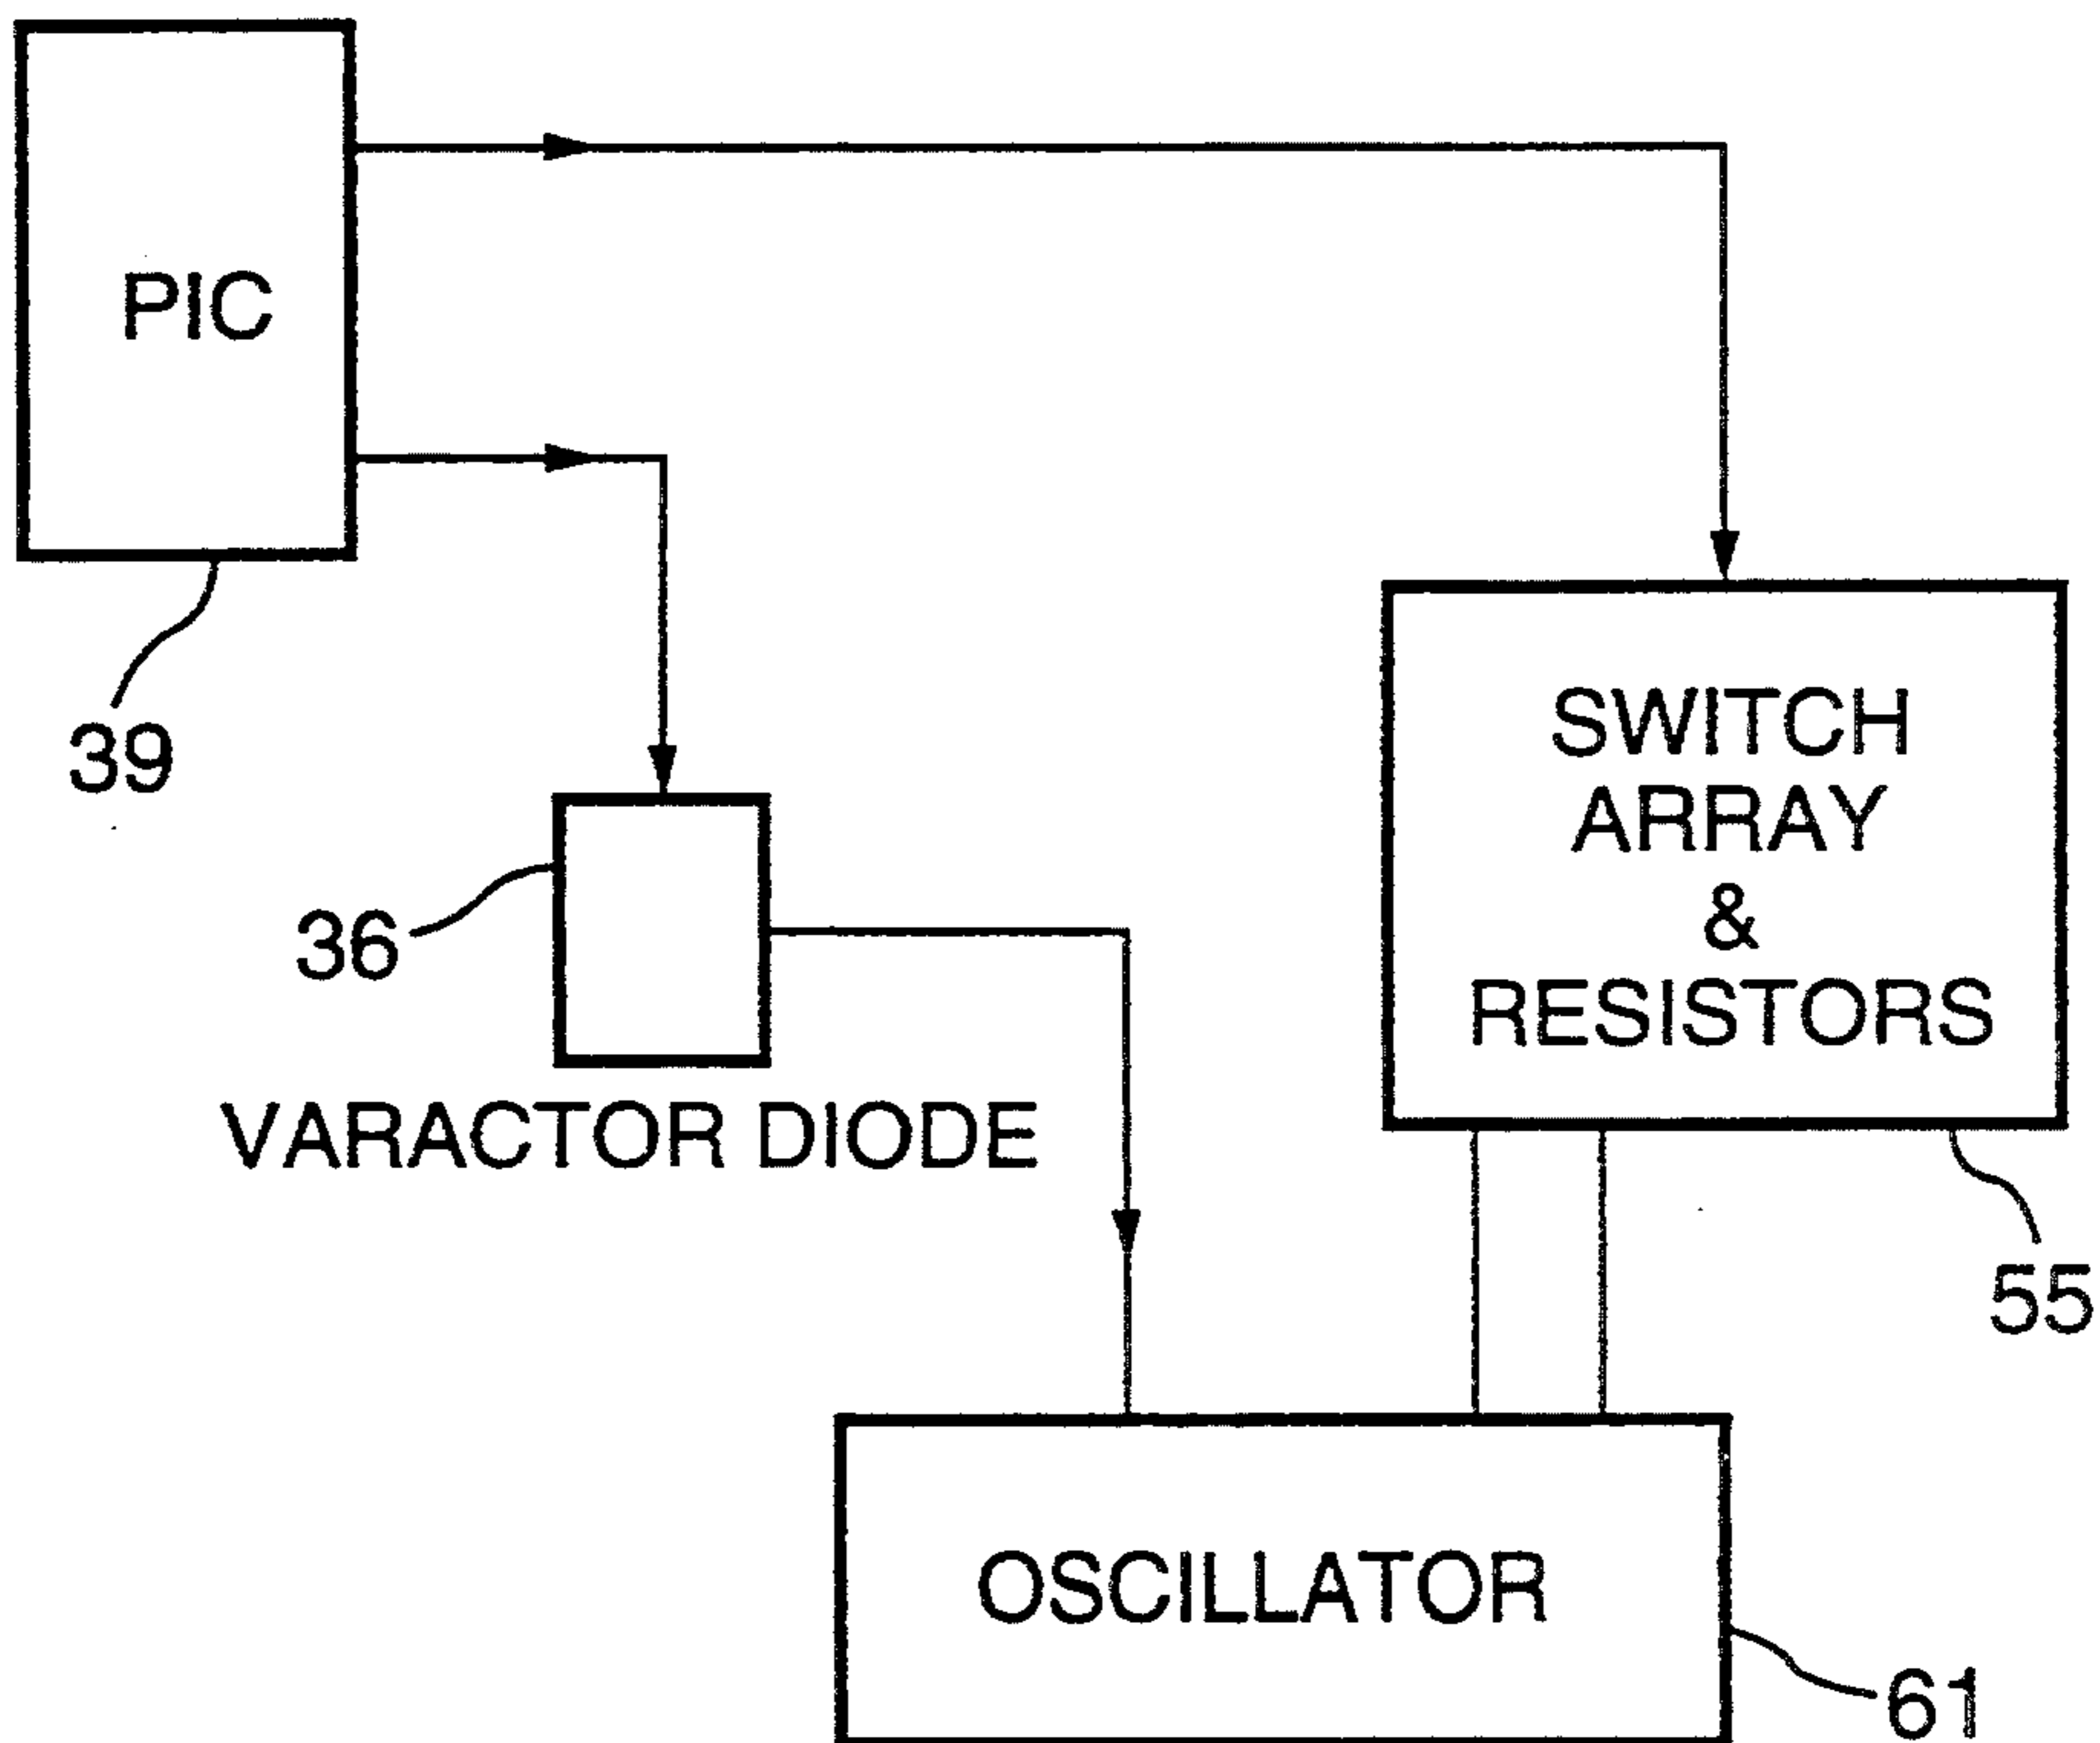 PIC
39
SWITCH
ARRAY
&
RESISTORS
36
VARACTOR DIODE
55
OSCILLATOR
61